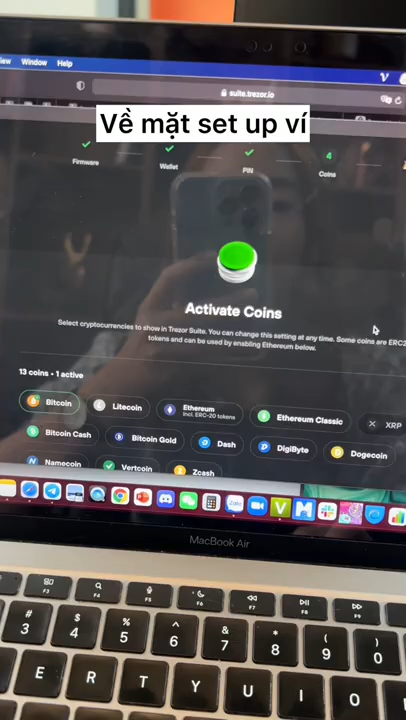 View Window Help
suite.trezor.io
Về mặt set up ví
Firmware
Wallet
PIN
4
Coins
Activate Coins
Select cryptocurrencies to show in Trezor Suite. You can change this setting at any time. Some coins are ERC2
tokens and can be used by enabling Ethereum below.
13 coins • 1 active
Bitcoin Litecoin Ethereum Ethereum Classic XRP
Incl. ERC-20 tokens
Bitcoin Cash Bitcoin Gold Dash DigiByte Dogecoin
Namecoin Vertcoin Zcash
Zalo
MacBook Air
F3 F4 F5 F6 F7 F8 F9
# $ % ^ & * ( )
3 4 5 6 7 8 9 0
E R T Y U I O